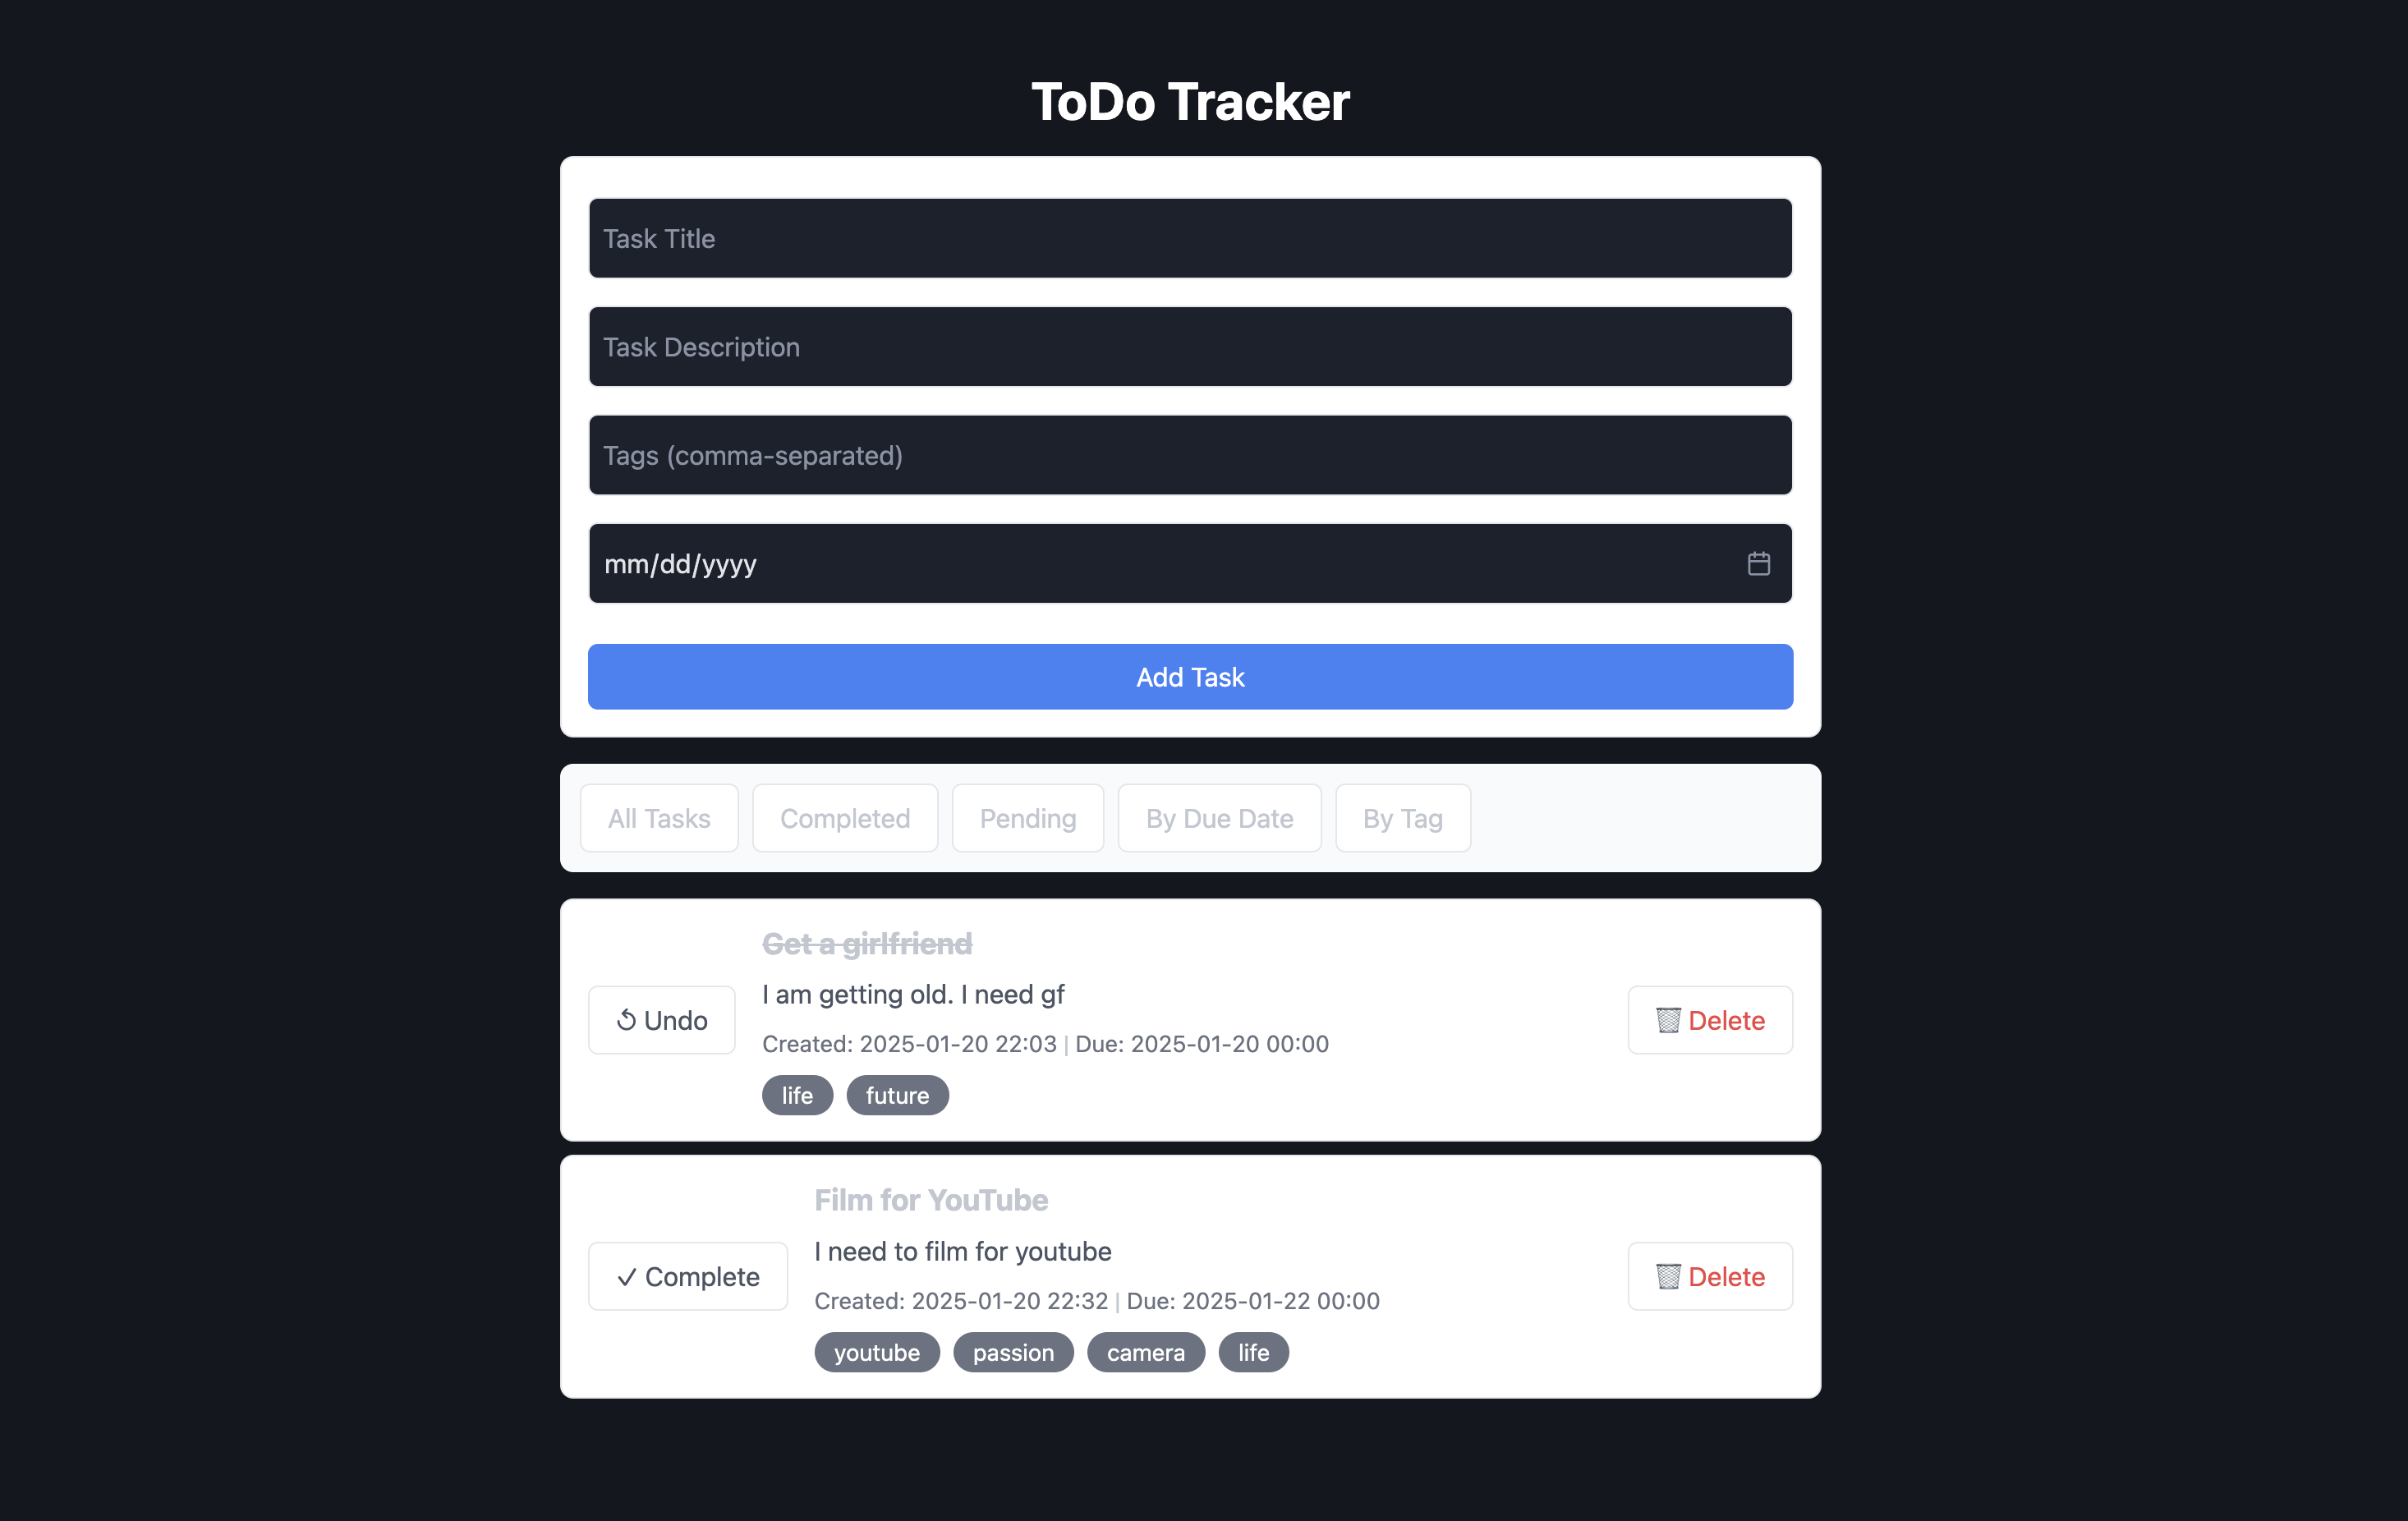 ToDo Tracker
Task Title
Task Description
Tags (comma-separated)
mm/dd/yyyy
Add Task
All Tasks Completed Pending By Due Date By Tag
Get a girlfriend
I am getting old. I need gf
Undo
Delete
Created: 2025-01-20 22:03 | Due: 2025-01-20 00:00
life future
Film for YouTube
I need to film for youtube
✓ Complete
Delete
Created: 2025-01-20 22:32 | Due: 2025-01-22 00:00
youtube passion camera life